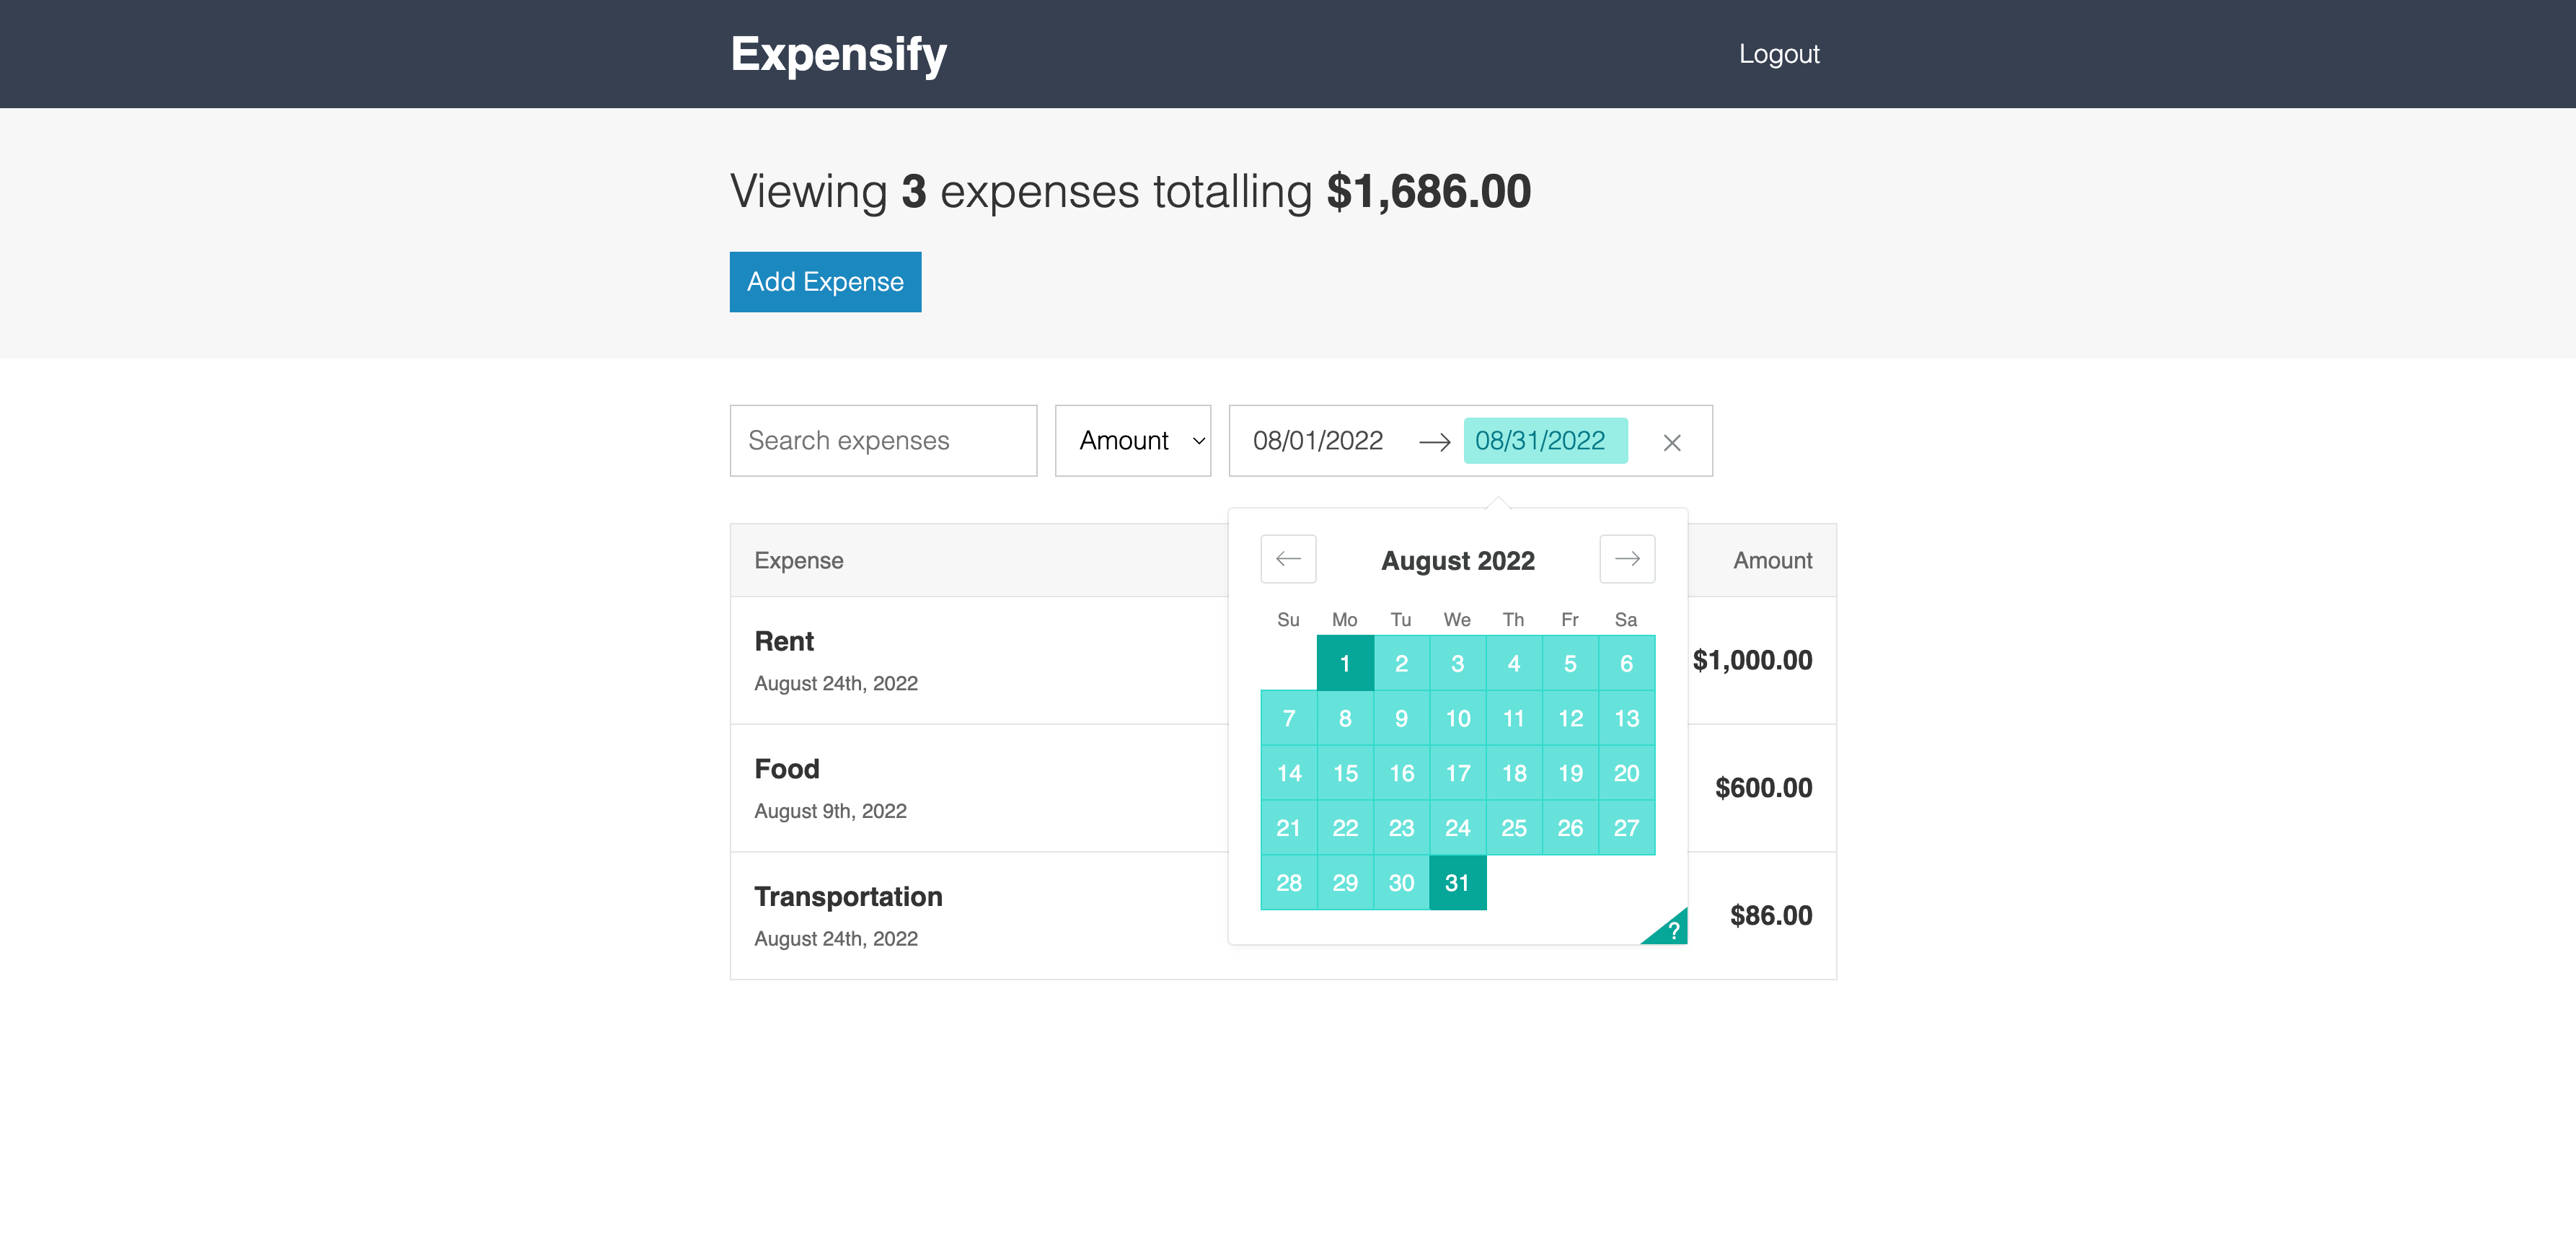 Expensify
Logout
Viewing 3 expenses totalling $1,686.00
Add Expense
Search expenses
Amount
08/01/2022
08/31/2022
Expense
Amount
August 2022
Su Mo Tu We Th Fr Sa
1 2 3 4 5 6
7 8 9 10 11 12 13
14 15 16 17 18 19 20
21 22 23 24 25 26 27
28 29 30 31
?
Rent
August 24th, 2022
$1,000.00
Food
August 9th, 2022
$600.00
Transportation
August 24th, 2022
$86.00